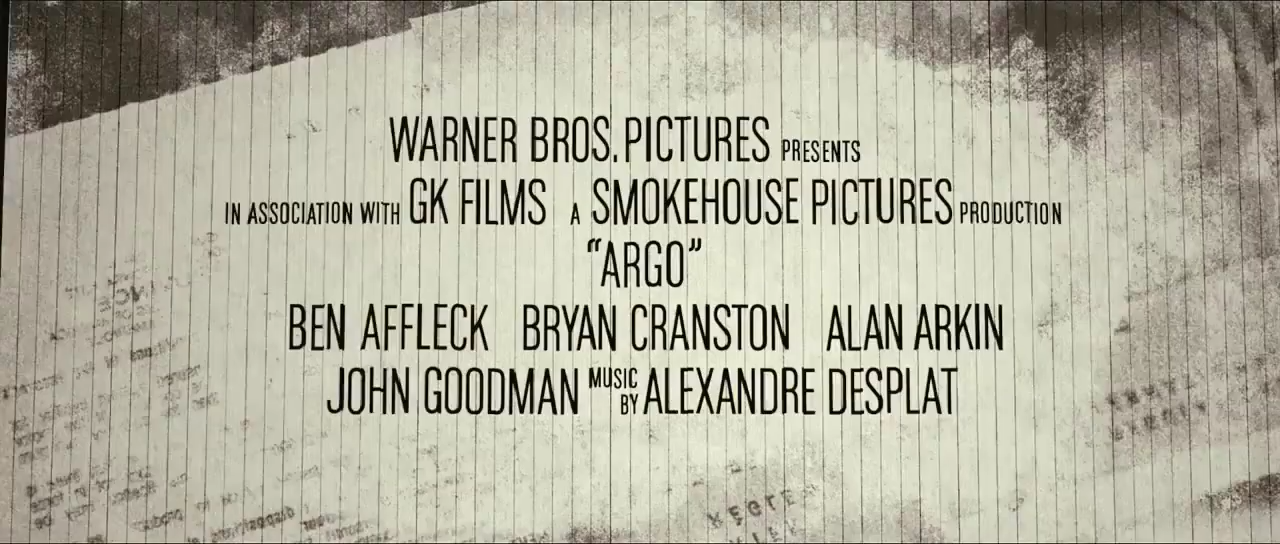 WARNER BROS. PICTURES PRESENTS
IN ASSOCIATION WITH GK FILMS A SMOKEHOUSE PICTURES PRODUCTION
"ARGO"
BEN AFFLECK BRYAN CRANSTON ALAN ARKIN
JOHN GOODMAN MUSIC BY ALEXANDRE DESPLAT